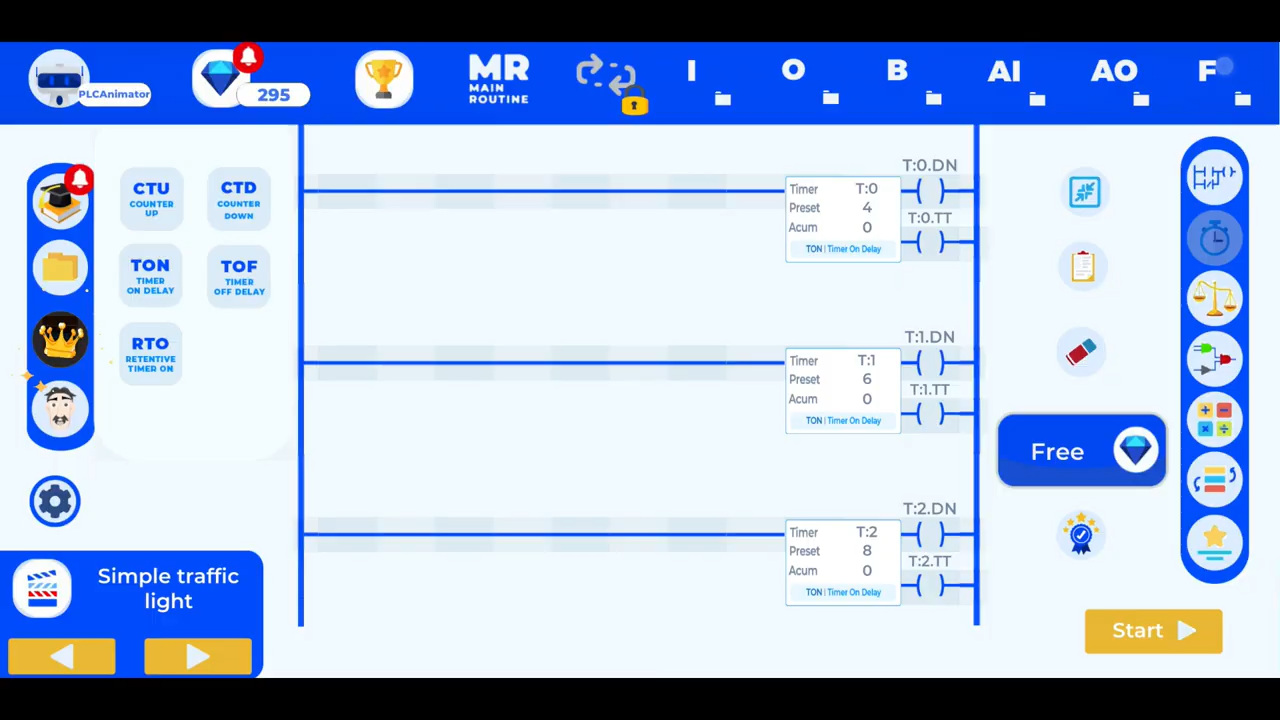 PLCAnimator
295
MR
MAIN
ROUTINE
I
O
B
AI
AO
F
CTU
COUNTER
UP
CTD
COUNTER
DOWN
TON
TIMER
ON DELAY
TOF
TIMER
OFF DELAY
RTO
RETENTIVE
TIMER ON
T:0.DN
Timer T:0
Preset 4
Acum 0
TON | Timer On Delay
T:0.TT
T:1.DN
Timer T:1
Preset 6
Acum 0
TON | Timer On Delay
T:1.TT
T:2.DN
Timer T:2
Preset 8
Acum 0
TON | Timer On Delay
T:2.TT
Free
Simple traffic
light
Start